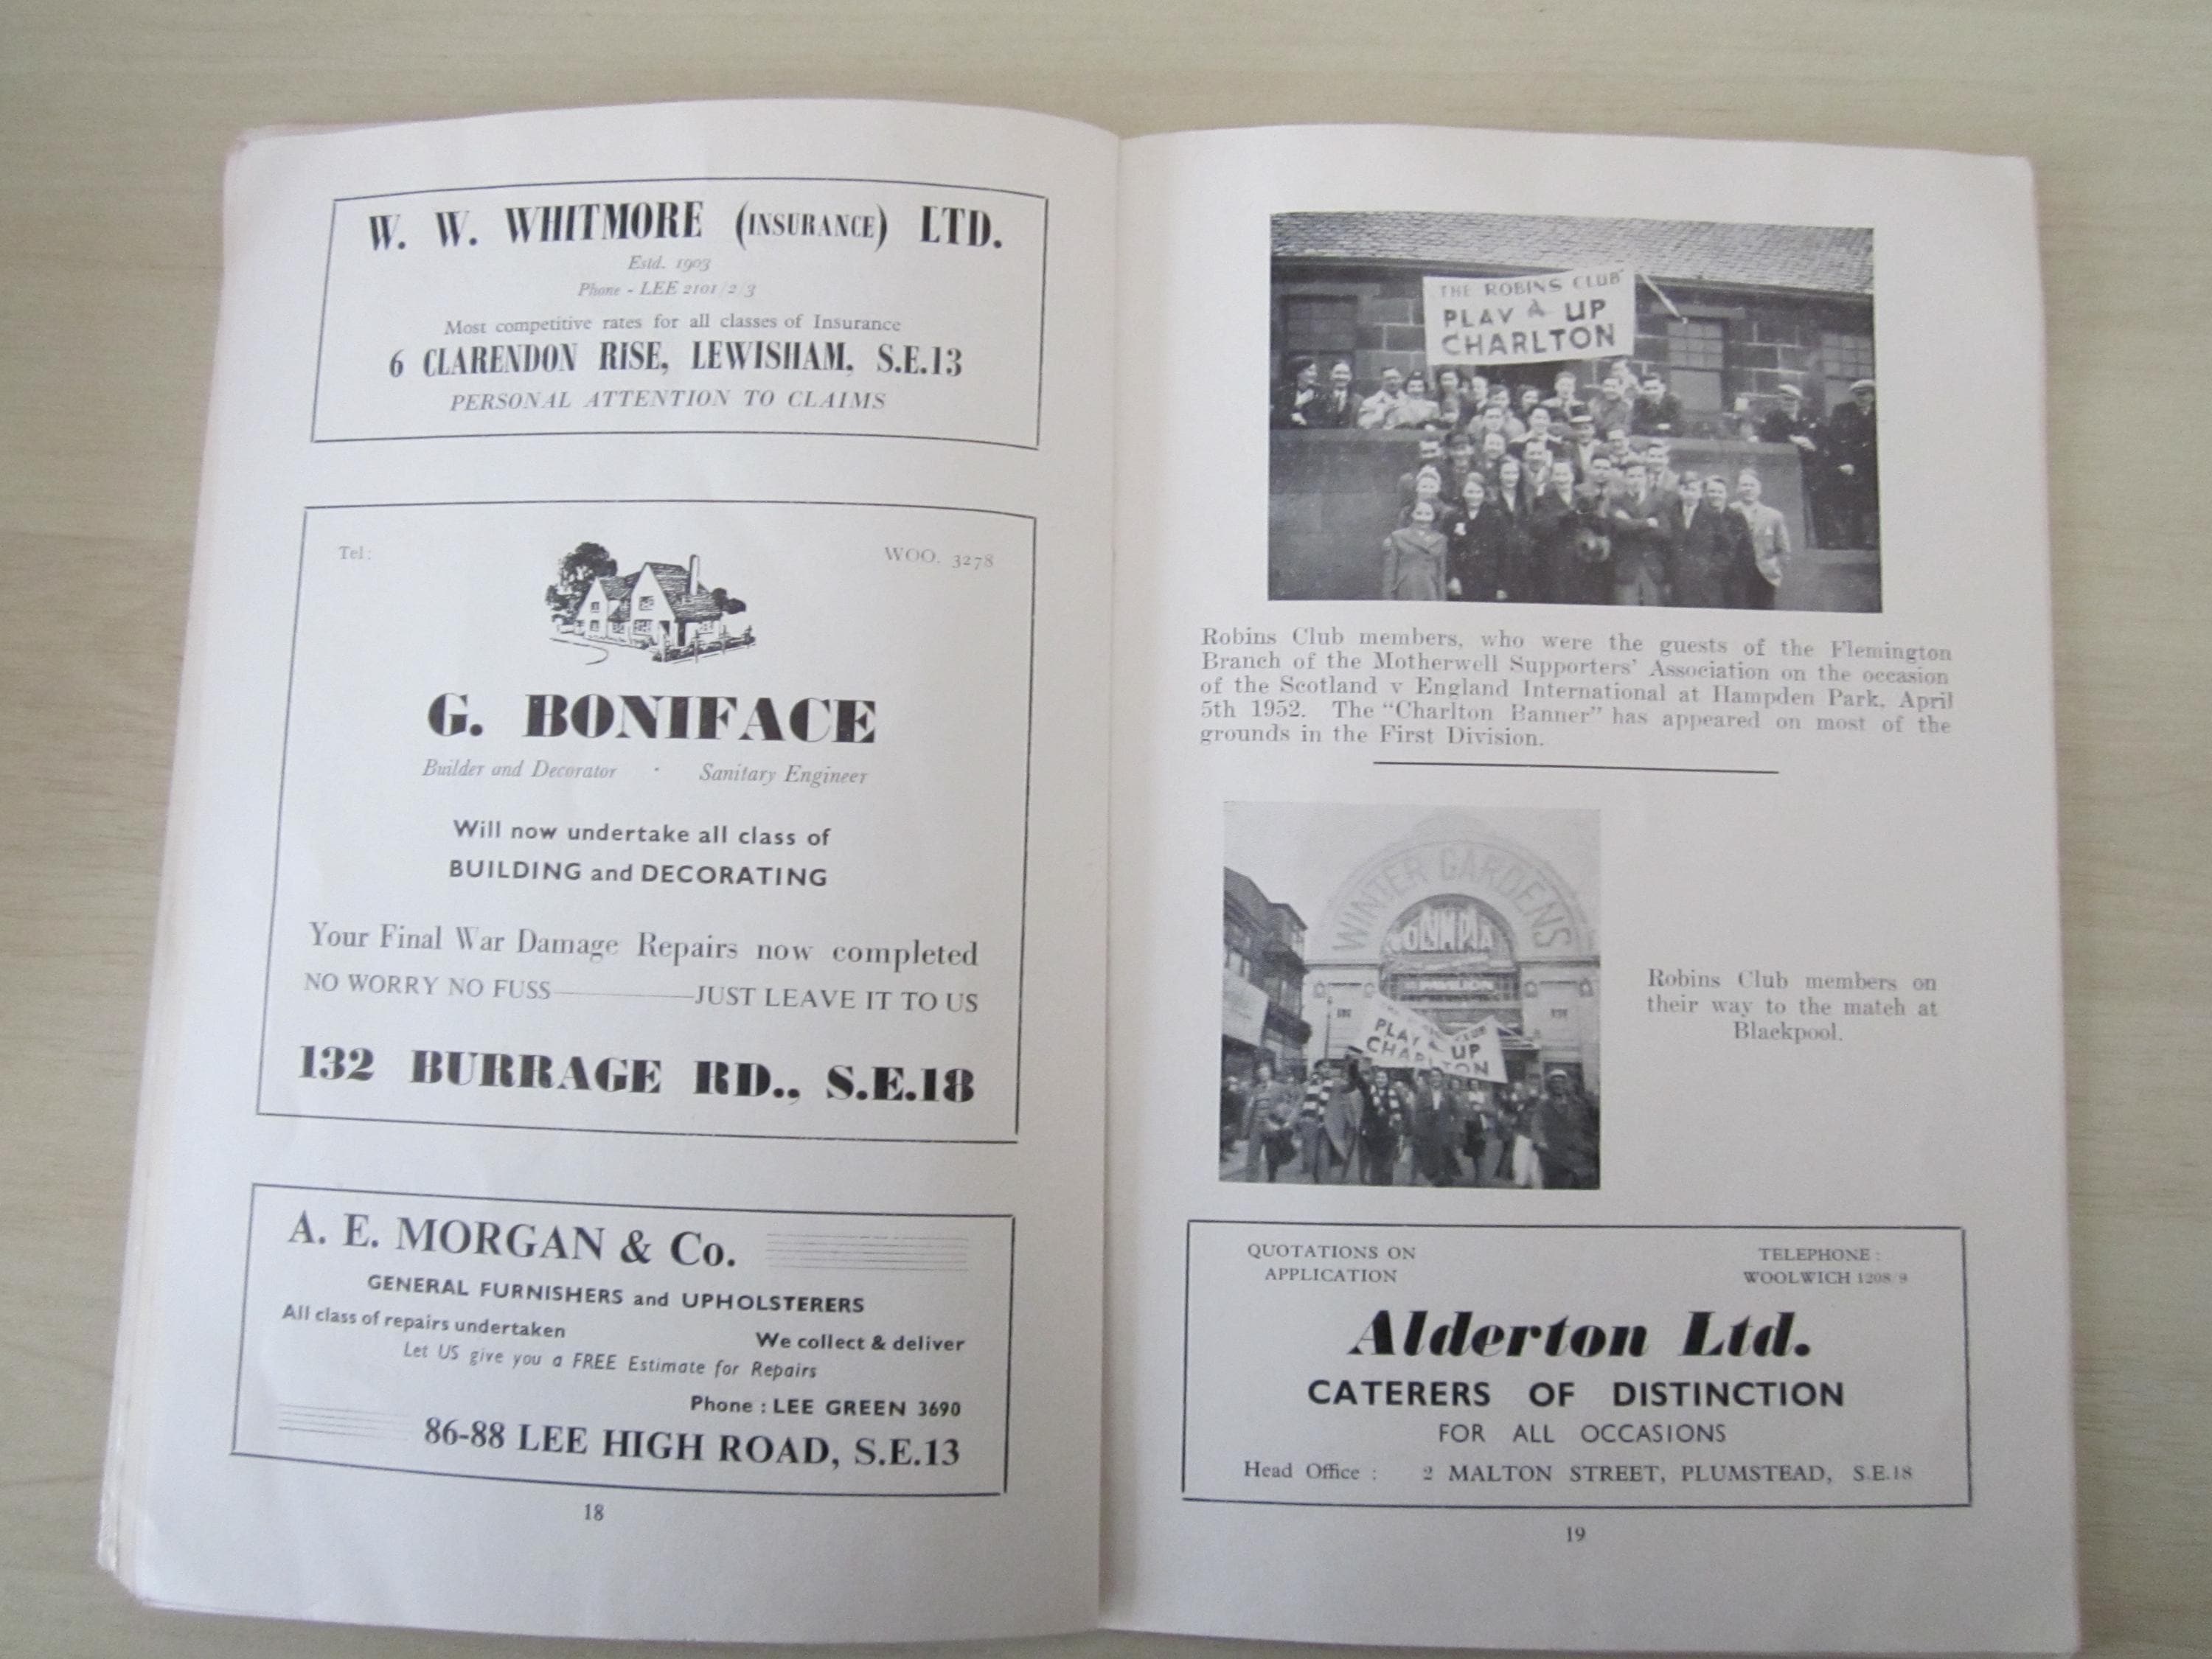 W. W. WHITMORE (INSURANCE) LTD.
Estd. 1903
Phone - LEE 2101/2/3
Most competitive rates for all classes of Insurance
6 CLARENDON RISE, LEWISHAM, S.E.13
PERSONAL ATTENTION TO CLAIMS
Tel: WOO. 3278
G. BONIFACE
Builder and Decorator · Sanitary Engineer
Will now undertake all class of
BUILDING and DECORATING
Your Final War Damage Repairs now completed
NO WORRY NO FUSS————JUST LEAVE IT TO US
132 BURRAGE RD., S.E.18
A. E. MORGAN & Co.
GENERAL FURNISHERS and UPHOLSTERERS
All class of repairs undertaken
We collect & deliver
Let US give you a FREE Estimate for Repairs
Phone : LEE GREEN 3690
86-88 LEE HIGH ROAD, S.E.13
18
THE ROBINS CLUB
PLAY UP
CHARLTON
Robins Club members, who were the guests of the Flemington
Branch of the Motherwell Supporters' Association on the occasion
of the Scotland v England International at Hampden Park, April
5th 1952. The "Charlton Banner" has appeared on most of the
grounds in the First Division.
WINTER GARDENS
OLYMPIA
PLAY UP
CHARLTON
Robins Club members on
their way to the match at
Blackpool.
QUOTATIONS ON
APPLICATION
TELEPHONE :
WOOLWICH 1208/9
Alderton Ltd.
CATERERS OF DISTINCTION
FOR ALL OCCASIONS
Head Office : 2 MALTON STREET, PLUMSTEAD, S.E.18
19